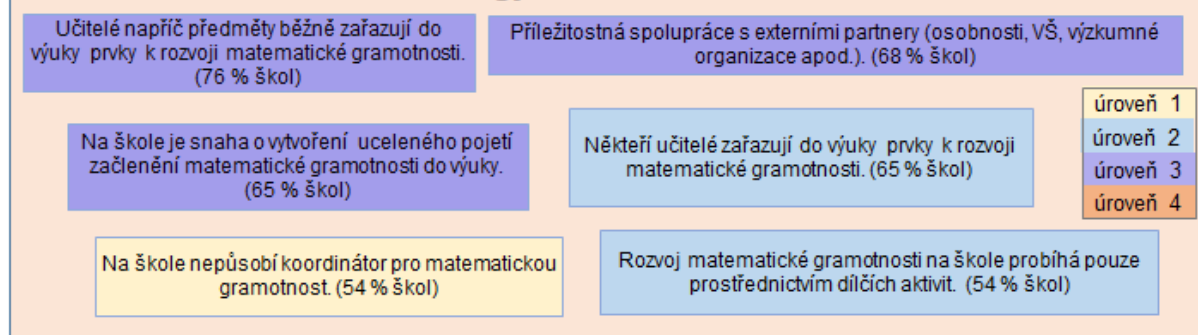 Učitelé napříč předměty běžně zařazují do
výuky prvky k rozvoji matematické gramotnosti.
(76 % škol)
Příležitostná spolupráce s externími partnery (osobnosti, VŠ, výzkumné
organizace apod.). (68 % škol)
úroveň 1
úroveň 2
úroveň 3
úroveň 4
Na škole je snaha o vytvoření uceleného pojetí
začlenění matematické gramotnosti do výuky.
(65 % škol)
Někteří učitelé zařazují do výuky prvky k rozvoji
matematické gramotnosti. (65 % škol)
Na škole nepůsobí koordinátor pro matematickou
gramotnost. (54 % škol)
Rozvoj matematické gramotnosti na škole probíhá pouze
prostřednictvím dílčích aktivit. (54 % škol)